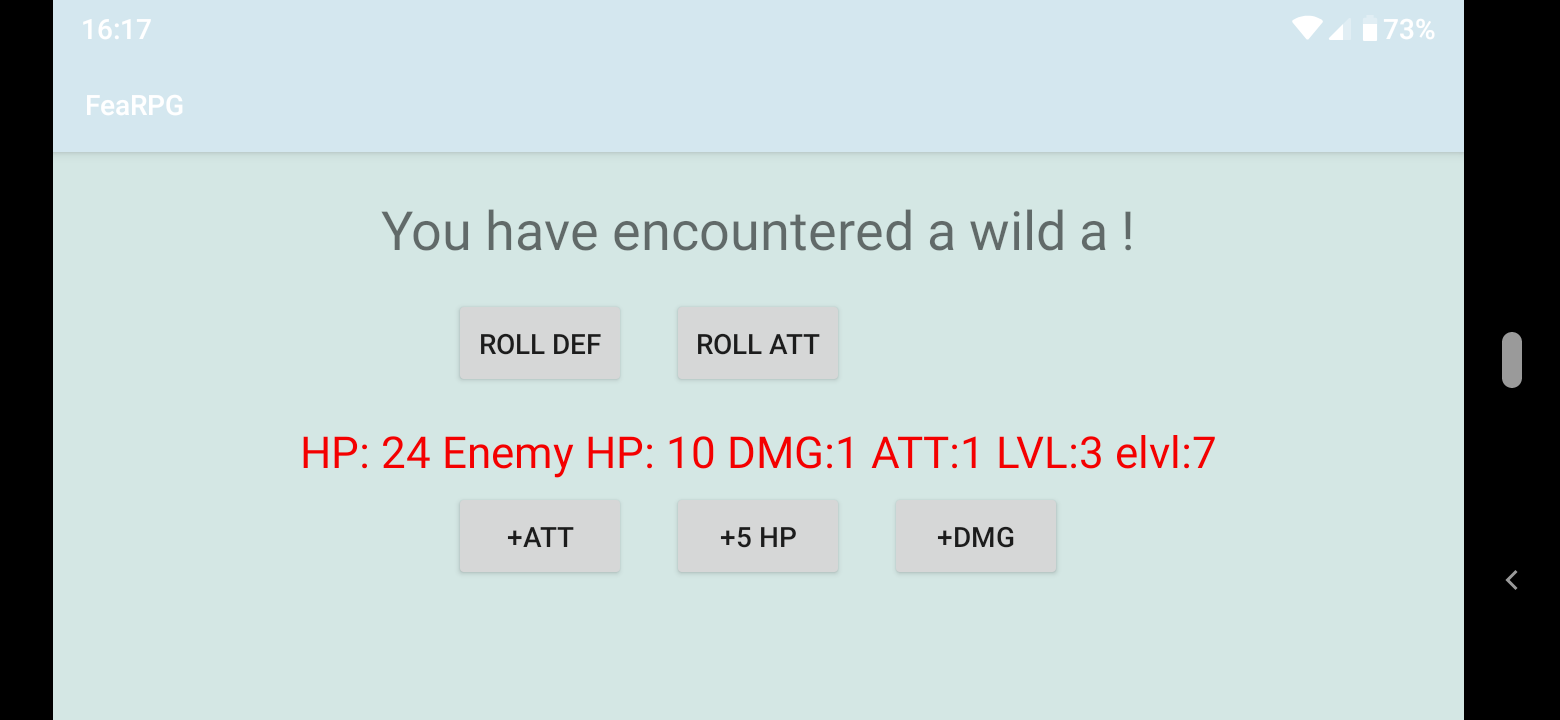 16:17 73%
FeaRPG
You have encountered a wild a !
ROLL DEF ROLL ATT
HP: 24 Enemy HP: 10 DMG:1 ATT:1 LVL:3 elvl:7
+ATT +5 HP +DMG